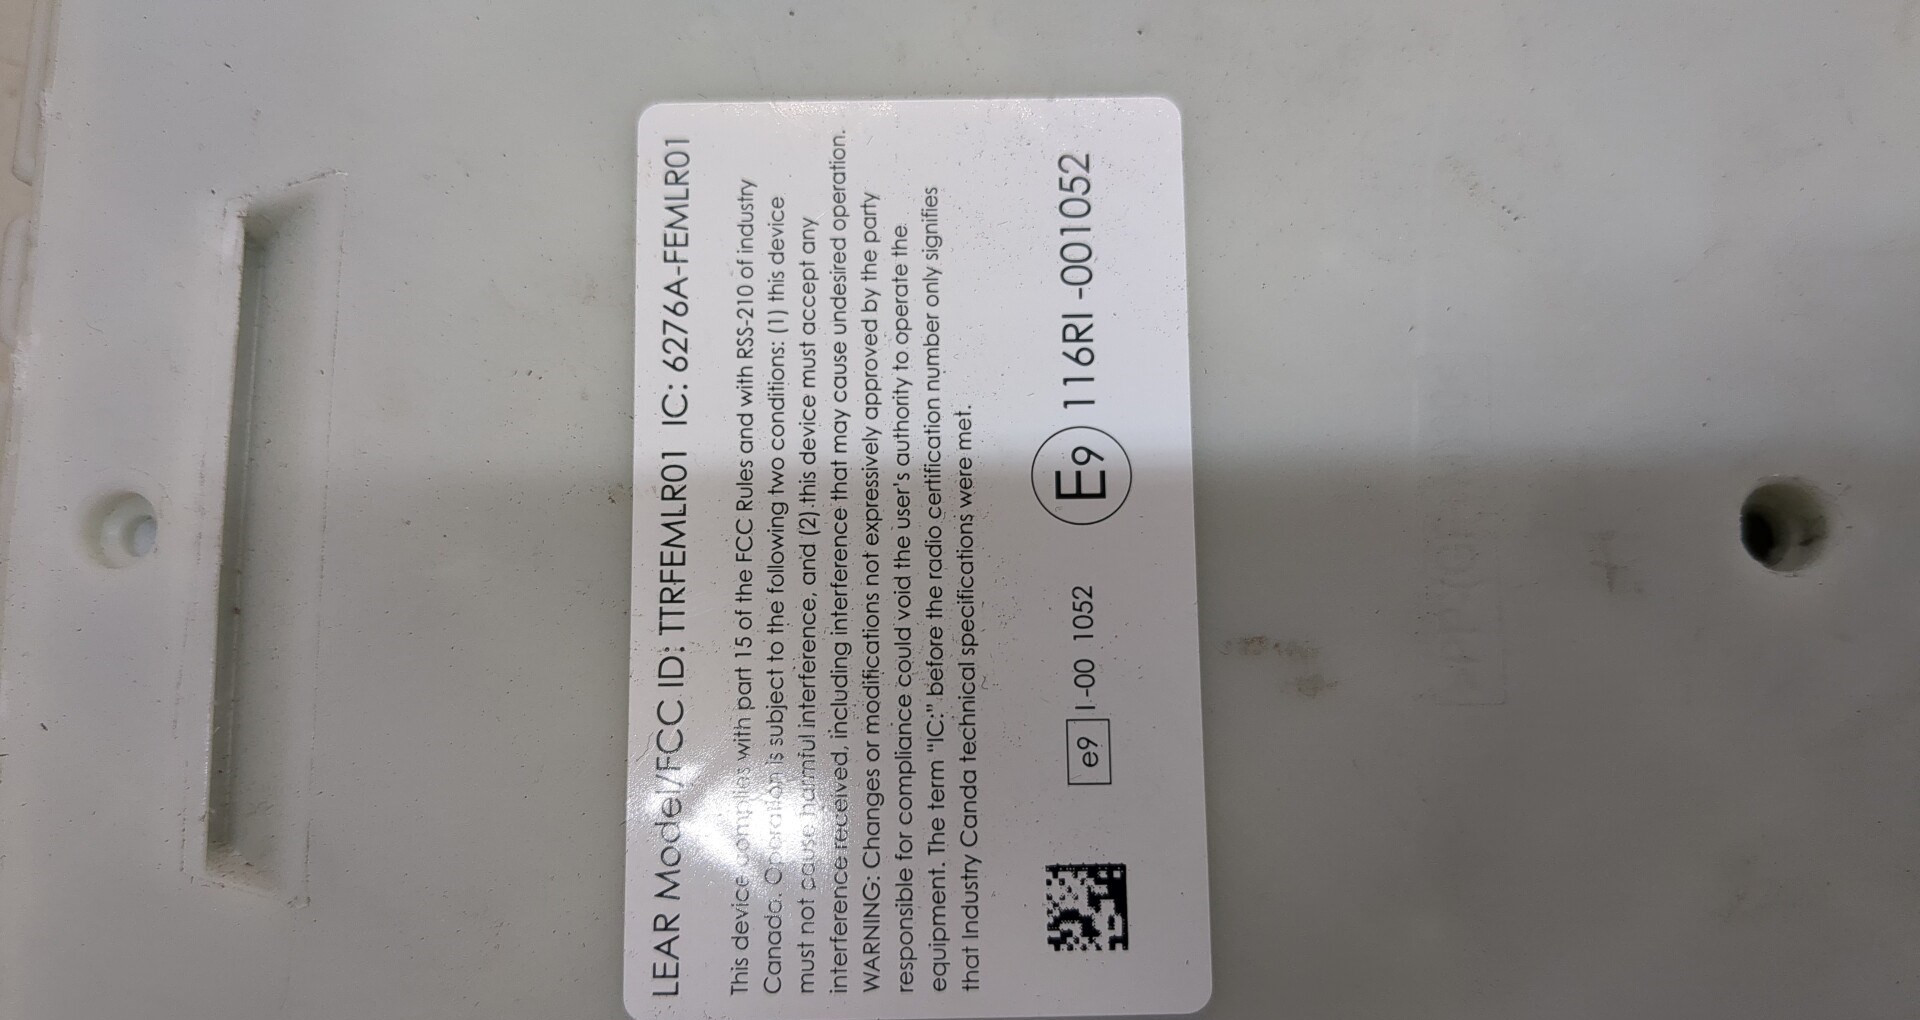 LEAR Model/FCC ID: TTRFEMLR01 IC: 6276A-FEMLR01
This device complies with part 15 of the FCC Rules and with RSS-210 of industry
Canada. Operation is subject to the following two conditions: (1) this device
must not cause harmful interference, and (2) this device must accept any
interference received, including interference that may cause undesired operation.
WARNING: Changes or modifications not expressively approved by the party
responsible for compliance could void the user's authority to operate the
equipment. The term "IC:" before the radio certification number only signifies
that Industry Canda technical specifications were met.
e9 I-00 1052 E9 116RI -001052